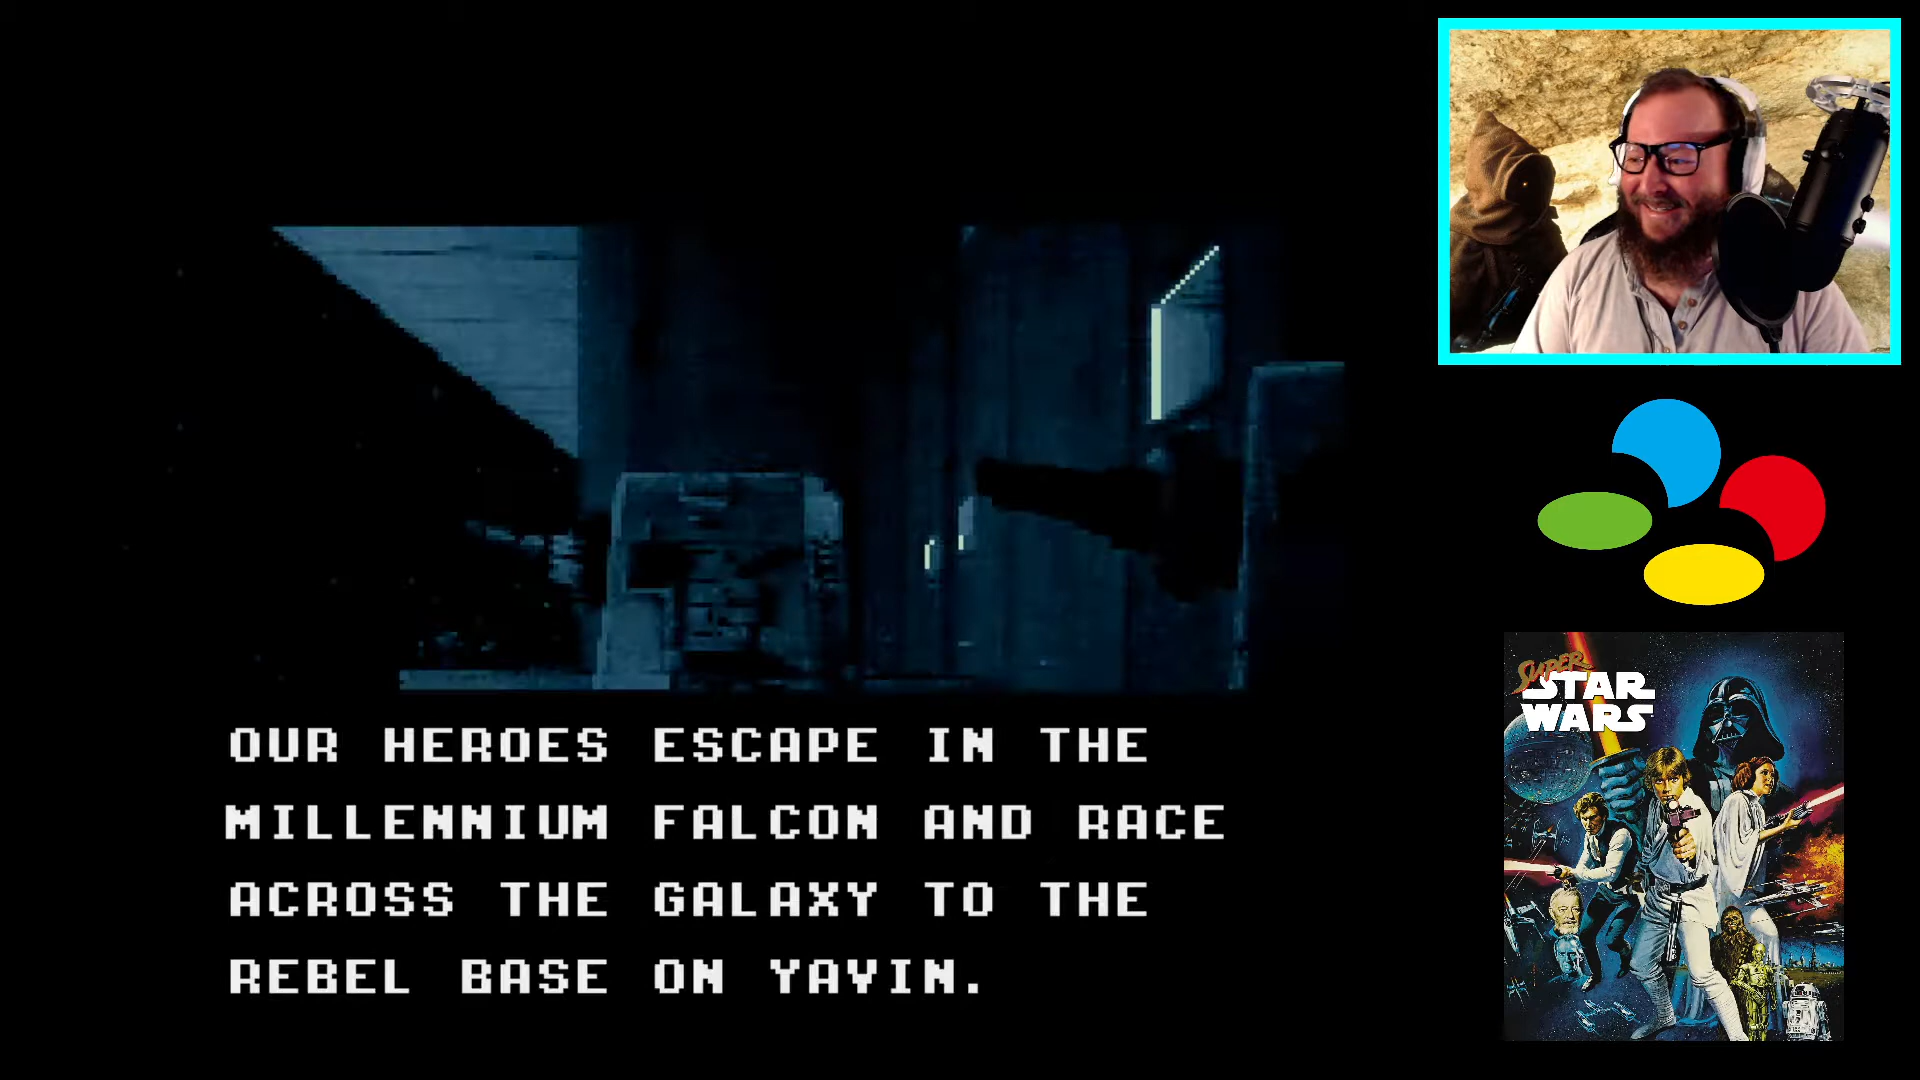 OUR HEROES ESCAPE IN THE
MILLENNIUM FALCON AND RACE
ACROSS THE GALAXY TO THE
REBEL BASE ON YAVIN.
SUPER
STAR
WARS